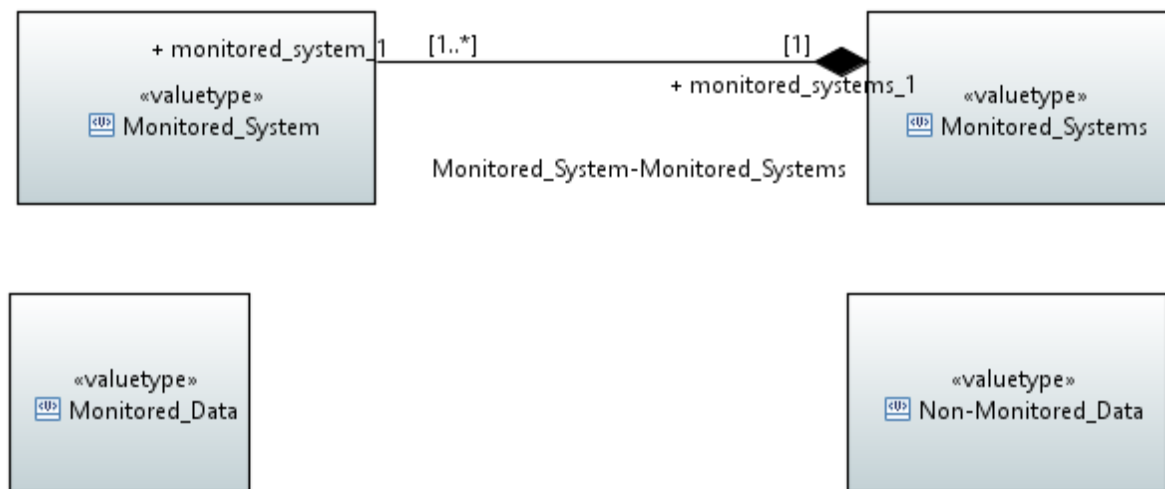 + monitored_system_1 [1..*] [1]
+ monitored_systems_1
«valuetype»
Monitored_System
«valuetype»
Monitored_Systems
Monitored_System-Monitored_Systems
«valuetype»
Monitored_Data
«valuetype»
Non-Monitored_Data